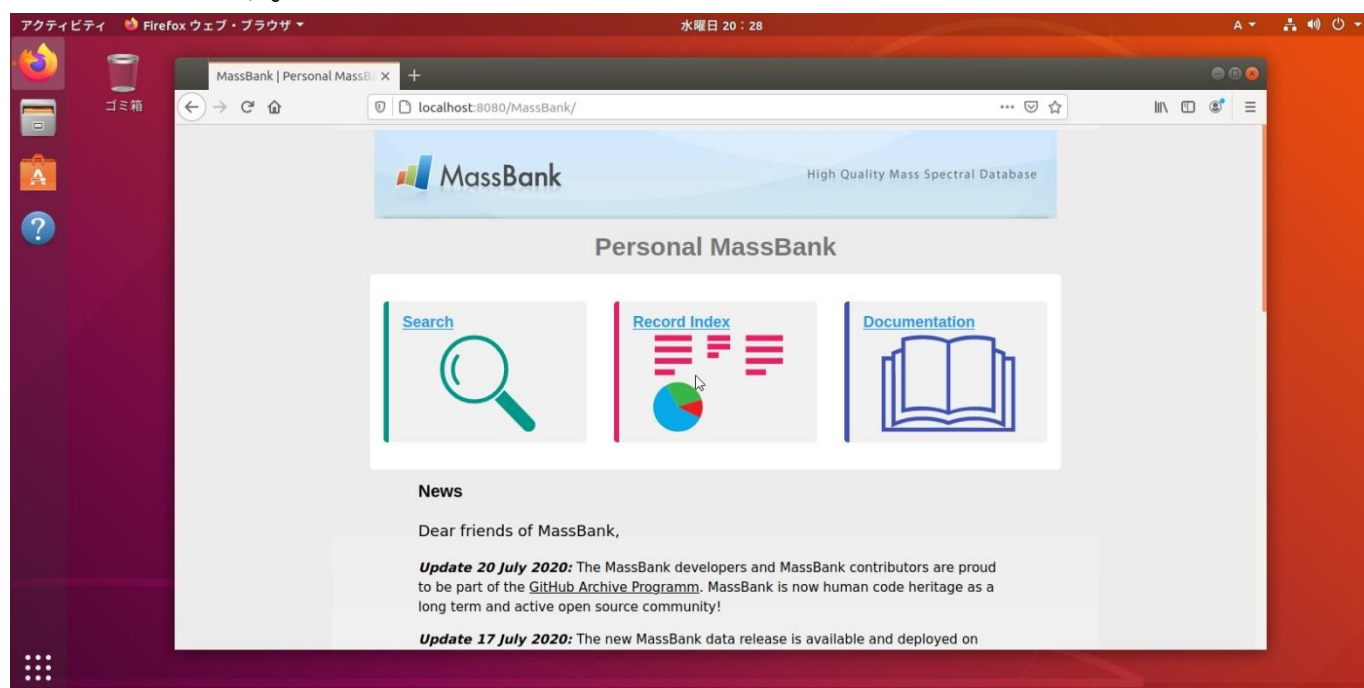 アクティビティ Firefox ウェブ・ブラウザ 水曜日 20：28 A
ゴミ箱
MassBank | Personal MassB
localhost:8080/MassBank/
MassBank High Quality Mass Spectral Database
Personal MassBank
Search Record Index Documentation
News
Dear friends of MassBank,
Update 20 July 2020: The MassBank developers and MassBank contributors are proud
to be part of the GitHub Archive Programm. MassBank is now human code heritage as a
long term and active open source community!
Update 17 July 2020: The new MassBank data release is available and deployed on